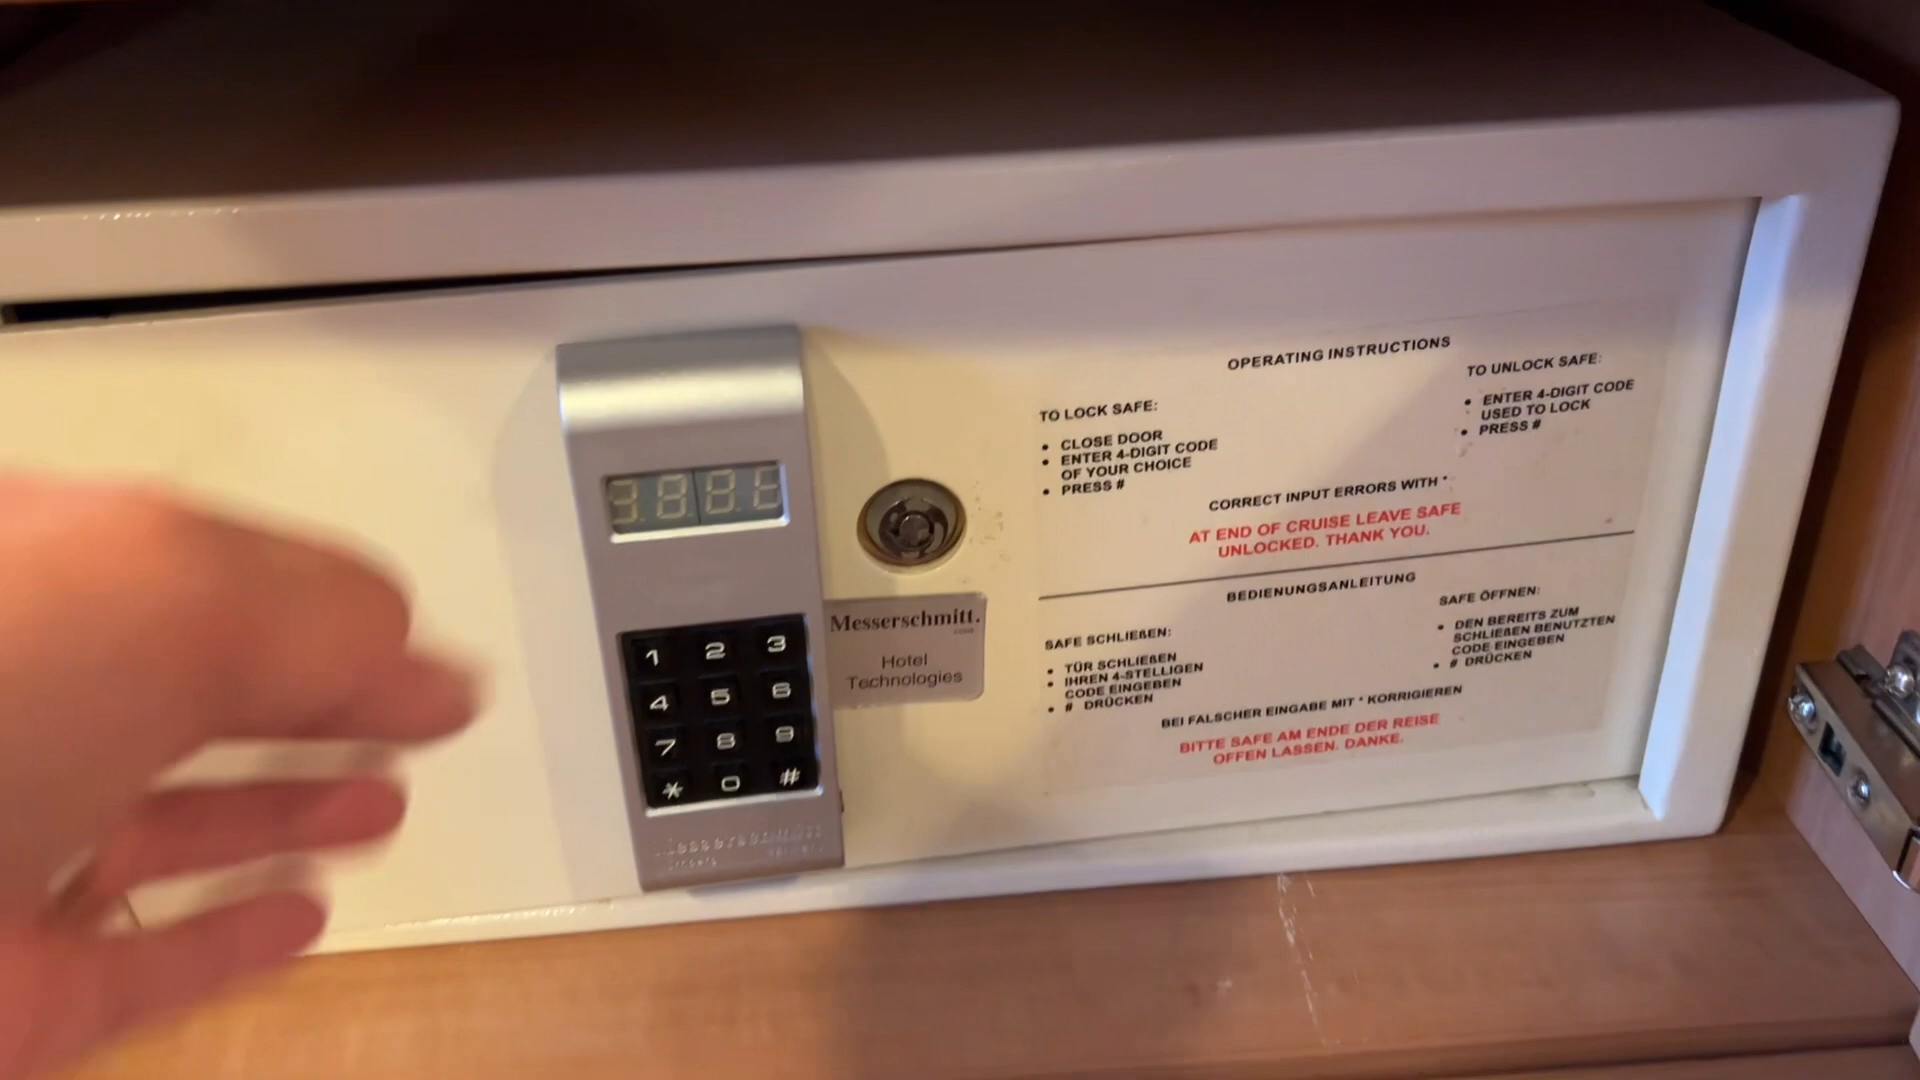 OPERATING INSTRUCTIONS
TO LOCK SAFE:
• CLOSE DOOR
• ENTER 4-DIGIT CODE
OF YOUR CHOICE
• PRESS #
TO UNLOCK SAFE:
• ENTER 4-DIGIT CODE
USED TO LOCK
• PRESS #
CORRECT INPUT ERRORS WITH *
AT END OF CRUISE LEAVE SAFE
UNLOCKED. THANK YOU.
BEDIENUNGSANLEITUNG
SAFE SCHLIEßEN:
• TÜR SCHLIEßEN
• IHREN 4-STELLIGEN
CODE EINGEBEN
• # DRÜCKEN
SAFE ÖFFNEN:
• DEN BEREITS ZUM
SCHLIEßEN BENUTZTEN
CODE EINGEBEN
• # DRÜCKEN
BEI FALSCHER EINGABE MIT * KORRIGIEREN
BITTE SAFE AM ENDE DER REISE
OFFEN LASSEN. DANKE.
Messerschmitt.
Hotel
Technologies
1 2 3
4 5 6
7 8 9
* 0 #
Messerschmitt